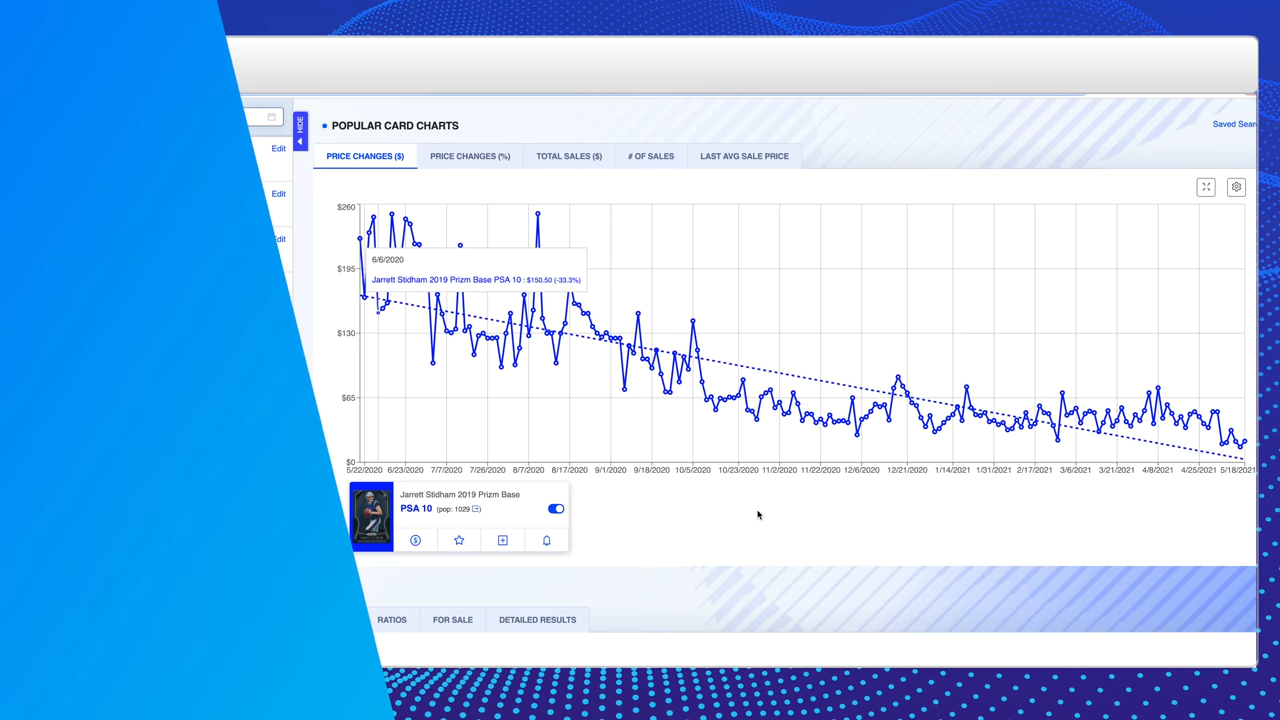 HIDE
POPULAR CARD CHARTS
Saved Sear
Edit
PRICE CHANGES ($) PRICE CHANGES (%) TOTAL SALES ($) # OF SALES LAST AVG SALE PRICE
Edit
Edit
$260
6/6/2020
Jarrett Stidham 2019 Prizm Base PSA 10 : $150.50 (-33.3%)
$195
$130
$65
$0
5/22/2020 6/23/2020 7/7/2020 7/26/2020 8/7/2020 8/17/2020 9/1/2020 9/18/2020 10/5/2020 10/23/2020 11/2/2020 11/22/2020 12/6/2020 12/21/2020 1/14/2021 1/31/2021 2/17/2021 3/6/2021 3/21/2021 4/8/2021 4/25/2021 5/18/2021
Jarrett Stidham 2019 Prizm Base
PSA 10 (pop: 1029)
RATIOS FOR SALE DETAILED RESULTS